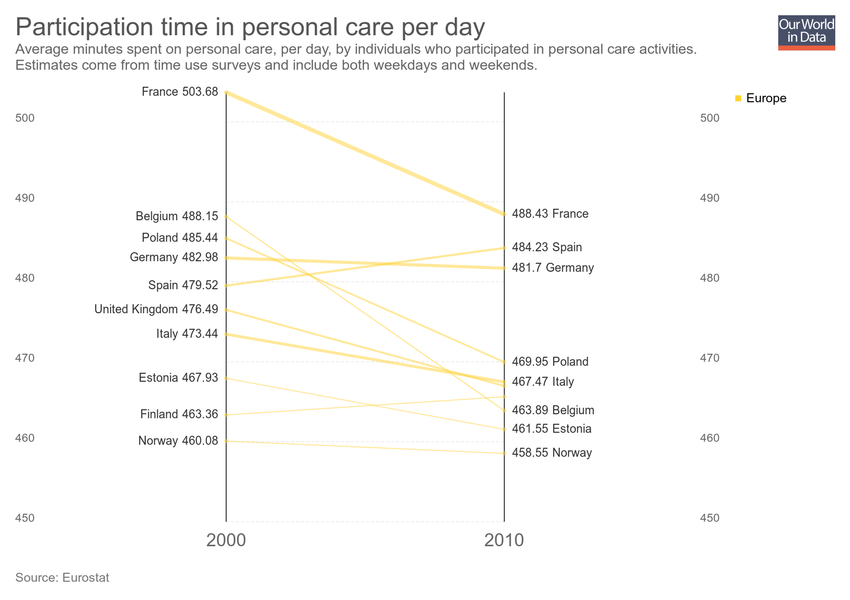 Participation time in personal care per day
Our World
in Data
Average minutes spent on personal care, per day, by individuals who participated in personal care activities.
Estimates come from time use surveys and include both weekdays and weekends.
France 503.68
Europe
500
500
490
490
Belgium 488.15
488.43 France
Poland 485.44
484.23 Spain
Germany 482.98
481.7 Germany
480
480
Spain 479.52
United Kingdom 476.49
Italy 473.44
470
470
469.95 Poland
Estonia 467.93
467.47 Italy
Finland 463.36
463.89 Belgium
461.55 Estonia
460
460
Norway 460.08
458.55 Norway
450
450
2000
2010
Source: Eurostat